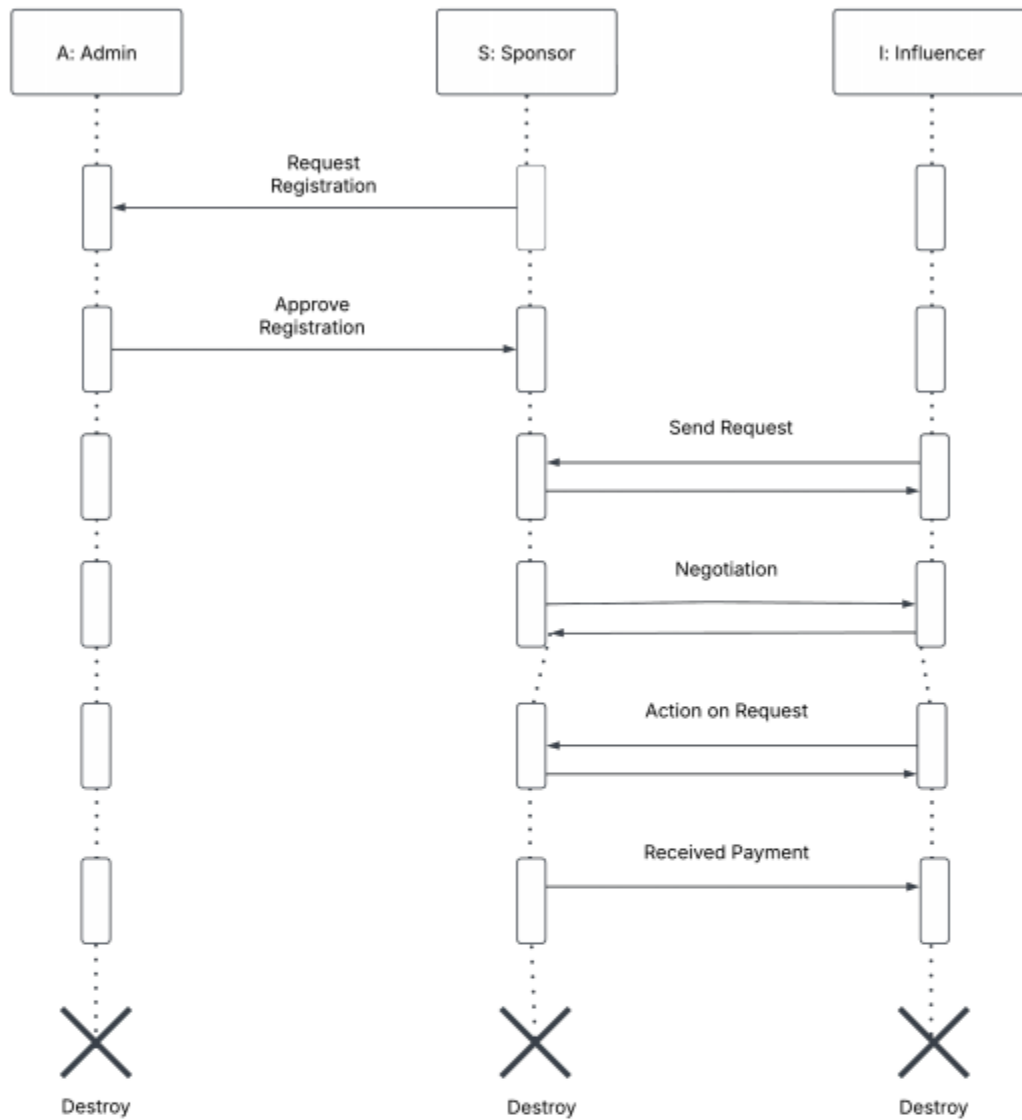 A: Admin
S: Sponsor
I: Influencer
Request
Registration
Approve
Registration
Send Request
Negotiation
Action on Request
Received Payment
Destroy
Destroy
Destroy